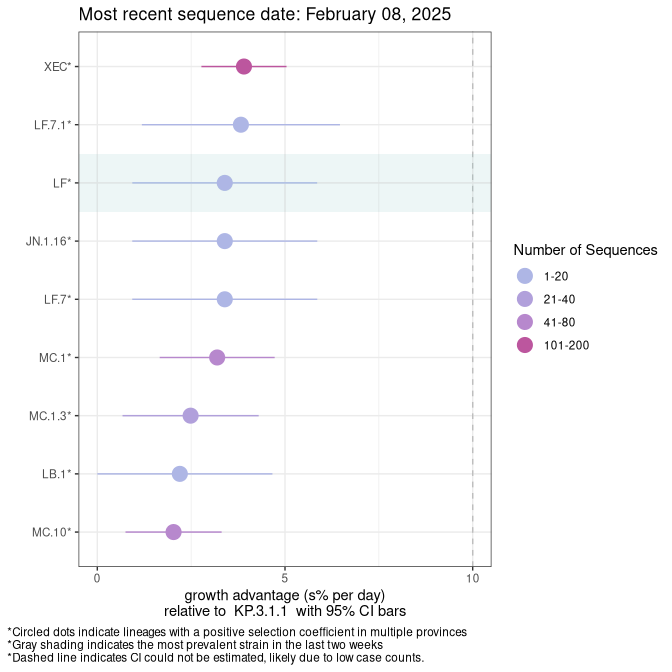 Most recent sequence date: February 08, 2025
XEC*
LF.7.1*
LF*
JN.1.16*
LF.7*
MC.1*
MC.1.3*
LB.1*
MC.10*
0
5
10
growth advantage (s% per day)
relative to  KP.3.1.1  with 95% CI bars
Number of Sequences
1-20
21-40
41-80
101-200
*Circled dots indicate lineages with a positive selection coefficient in multiple provinces
*Gray shading indicates the most prevalent strain in the last two weeks
*Dashed line indicates CI could not be estimated, likely due to low case counts.